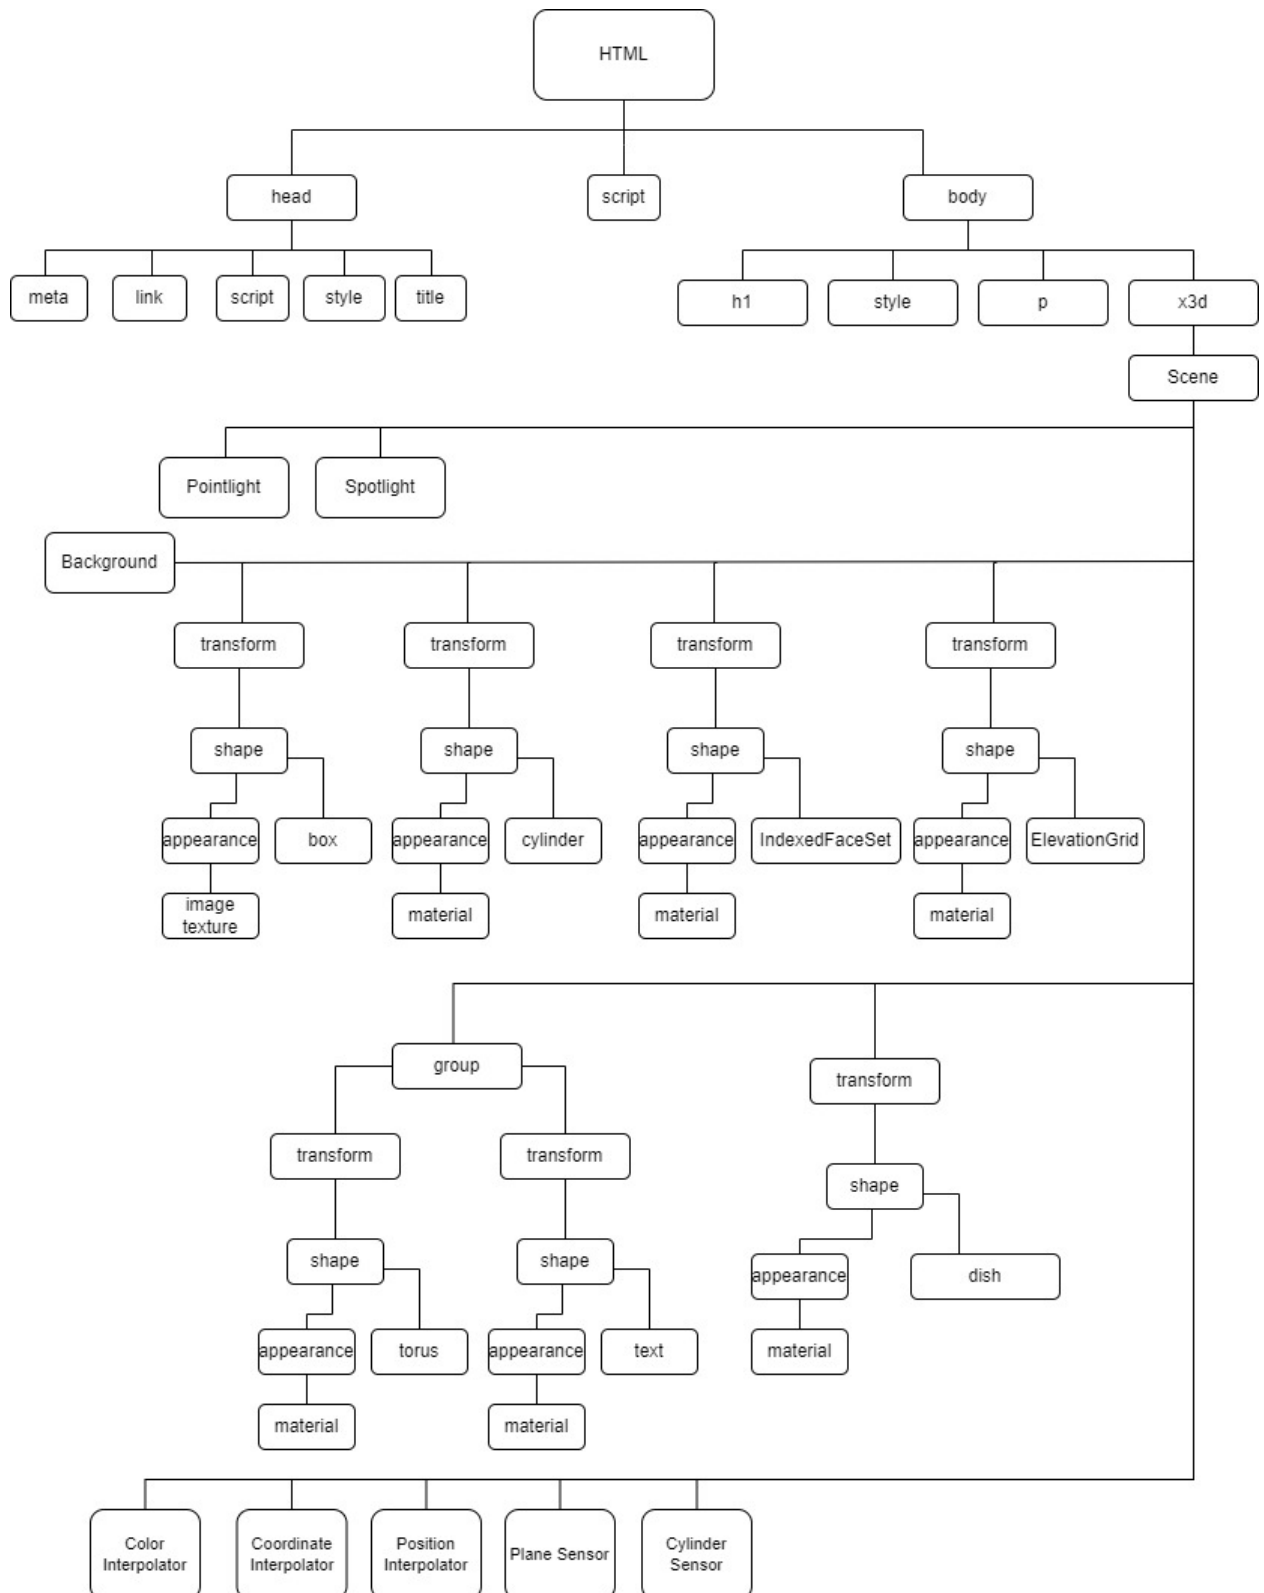 HTML
head
script
body
meta
link
script
style
title
h1
style
p
x3d
Scene
Pointlight
Spotlight
Background
transform
transform
transform
transform
shape
shape
shape
shape
appearance
box
appearance
cylinder
appearance
IndexedFaceSet
appearance
ElevationGrid
image
texture
material
material
material
group
transform
transform
transform
shape
shape
shape
appearance
dish
appearance
torus
appearance
text
material
material
material
Color
Interpolator
Coordinate
Interpolator
Position
Interpolator
Plane Sensor
Cylinder
Sensor